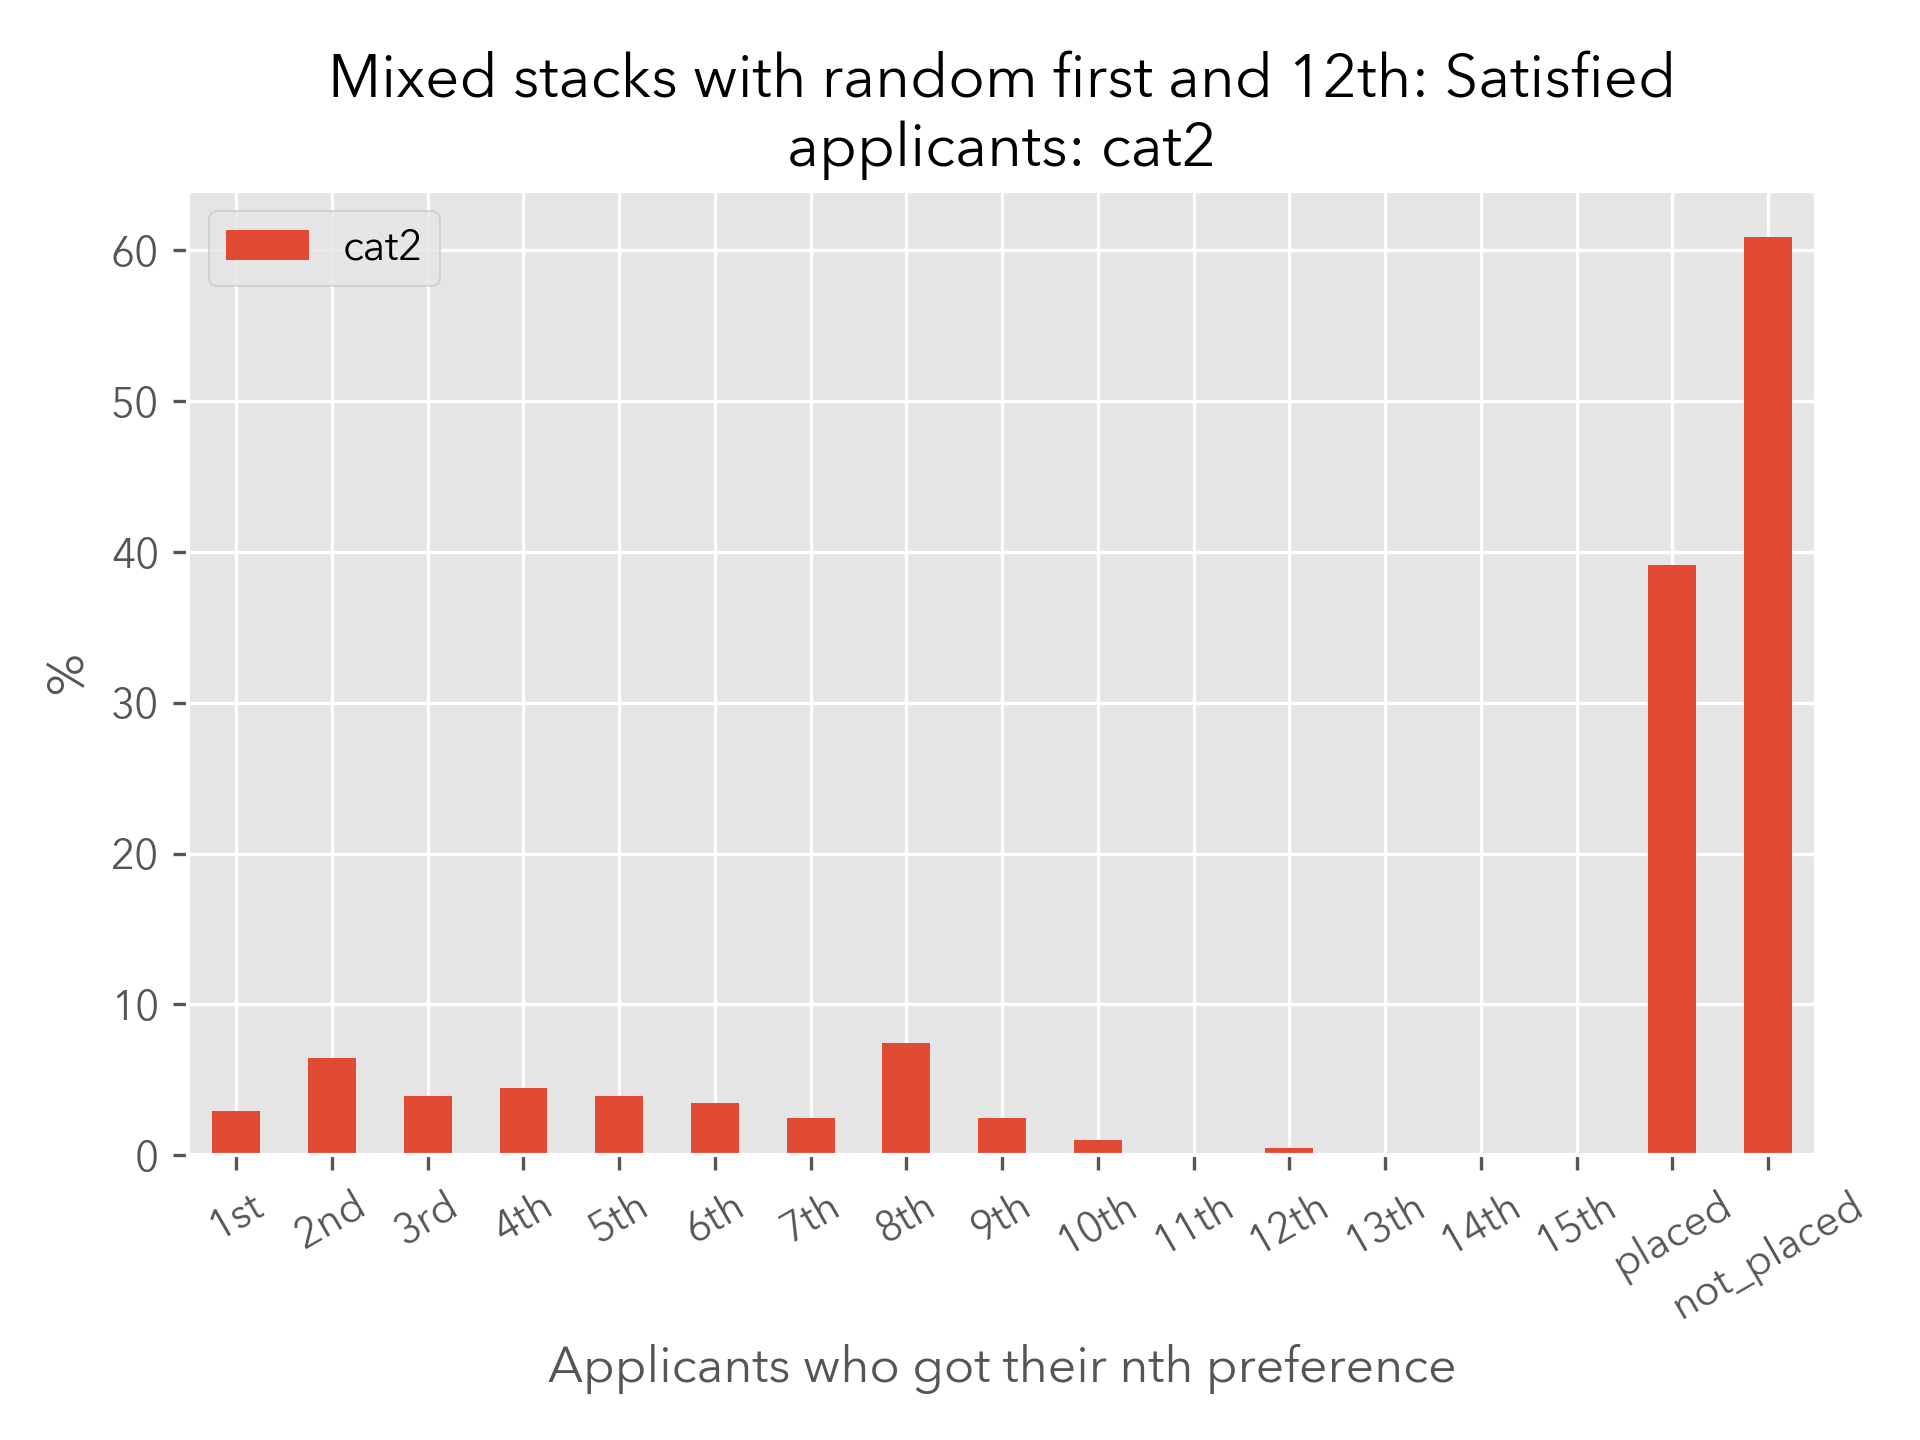 Mixed stacks with random first and 12th: Satisfied
applicants: cat2
cat2
60
50
40
30
20
10
0
%
1st 2nd 3rd 4th 5th 6th 7th 8th 9th 10th 11th 12th 13th 14th 15th placed not_placed
Applicants who got their nth preference